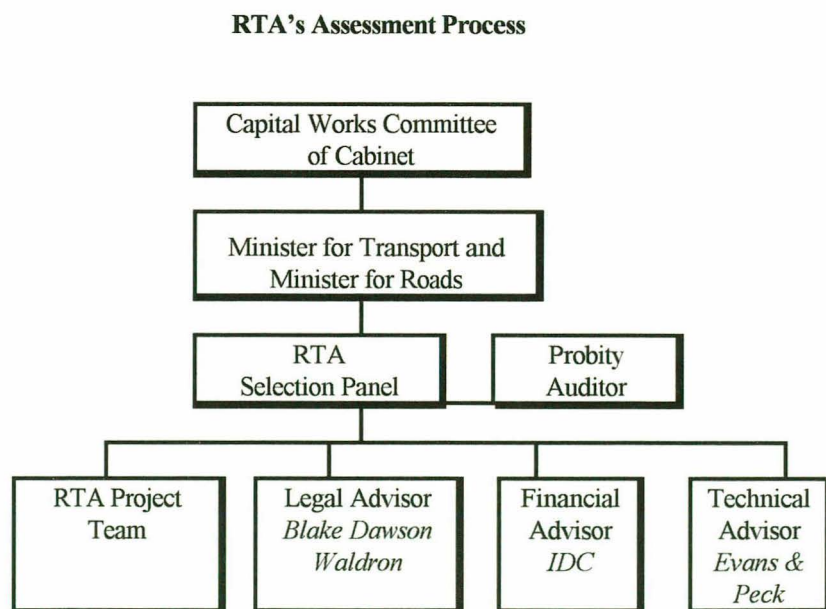 RTA's Assessment Process
Capital Works Committee
of Cabinet
Minister for Transport and
Minister for Roads
RTA
Selection Panel
Probity
Auditor
RTA Project
Team
Legal Advisor
Blake Dawson
Waldron
Financial
Advisor
IDC
Technical
Advisor
Evans &
Peck